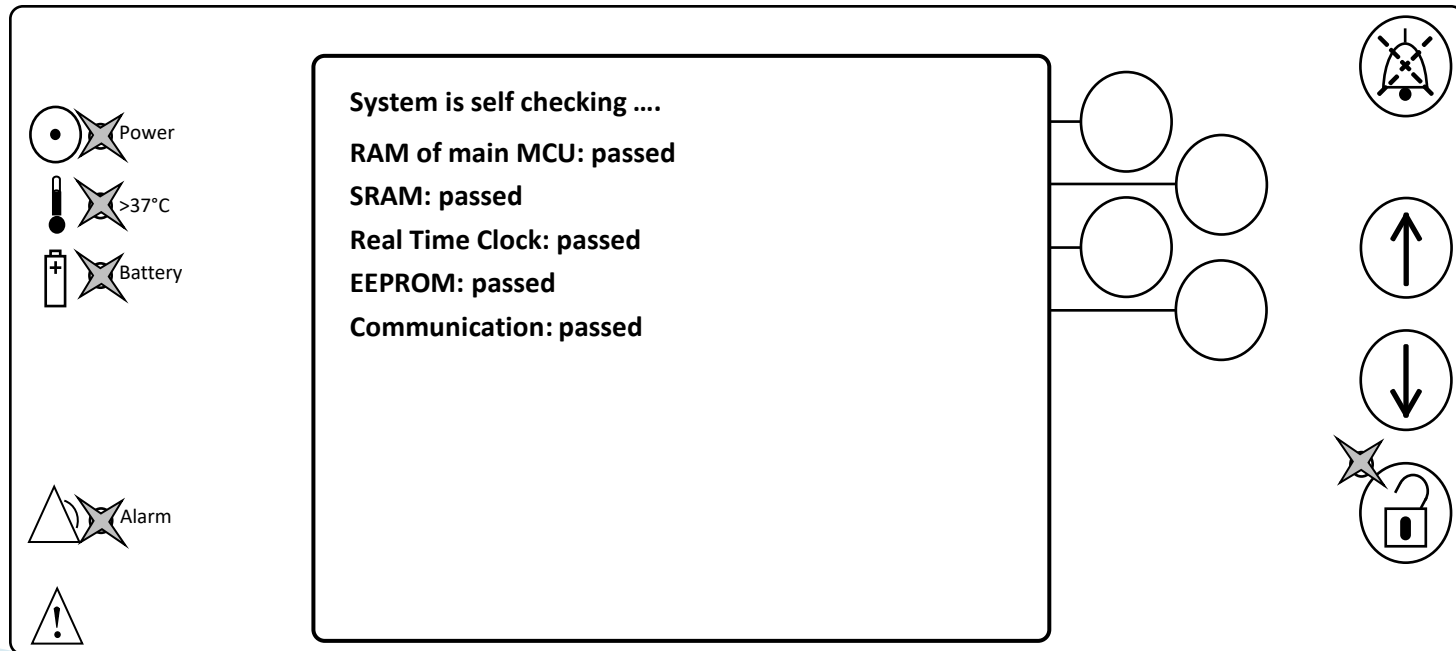 System is self checking ....
RAM of main MCU: passed
SRAM: passed
Real Time Clock: passed
EEPROM: passed
Communication: passed
Power
>37°C
Battery
Alarm